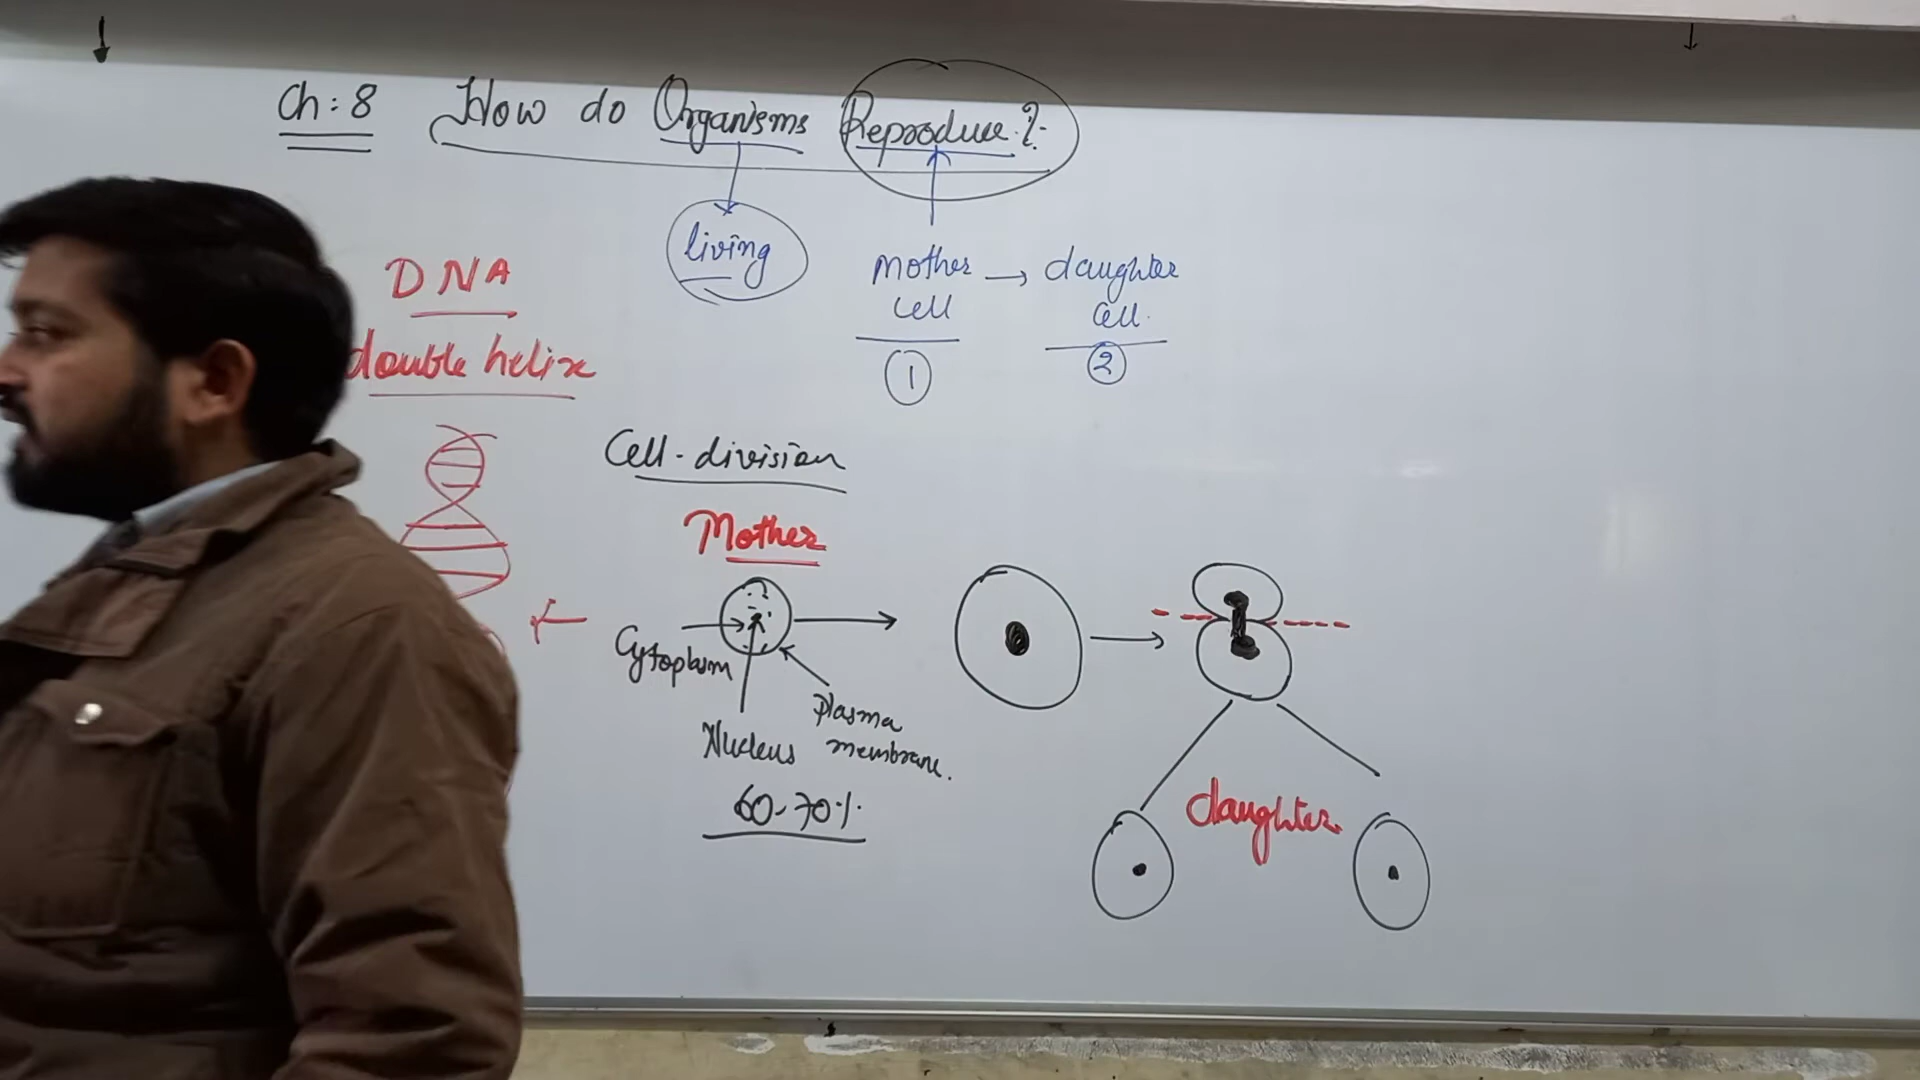 Ch: 8 How do Organisms Reproduce?
living
mother cell → daughter cell.
1 2
DNA
double helix
Cell-division
Mother
Cytoplasm
Plasma membrane.
Nucleus
60-70%
daughter